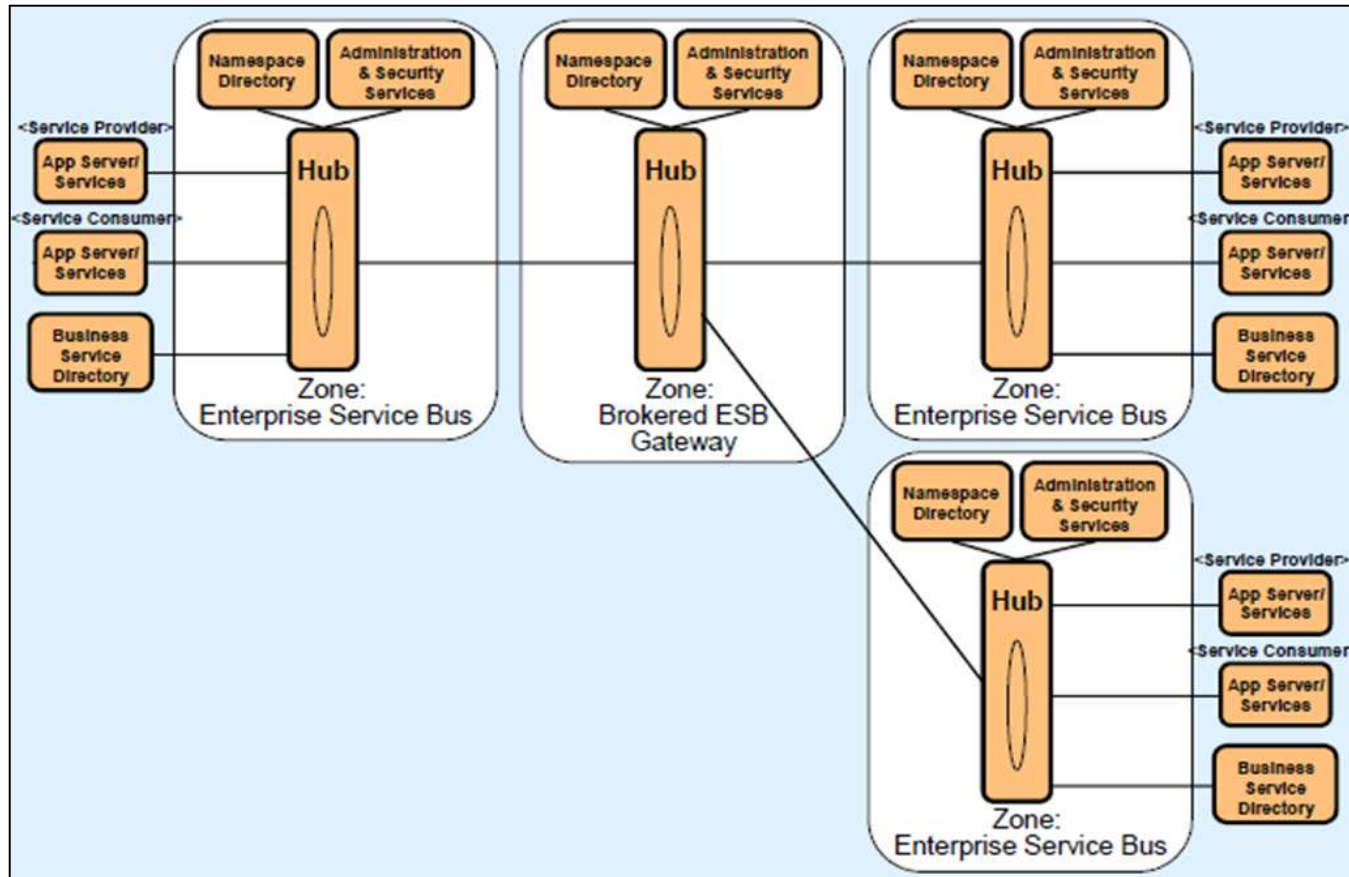 Namespace
Directory
Administration
& Security
Services
<Service Provider>
App Server/
Services
<Service Consumer>
App Server/
Services
Business
Service
Directory
Hub
Zone:
Enterprise Service Bus
Namespace
Directory
Administration
& Security
Services
Hub
Zone:
Brokered ESB
Gateway
Namespace
Directory
Administration
& Security
Services
Hub
<Service Provider>
App Server/
Services
<Service Consumer
App Server/
Services
Business
Service
Directory
Zone:
Enterprise Service Bus
Namespace
Directory
Administration
& Security
Services
Hub
<Service Provider>
App Server/
Services
<Service Consumer
App Server/
Services
Business
Service
Directory
Zone:
Enterprise Service Bus